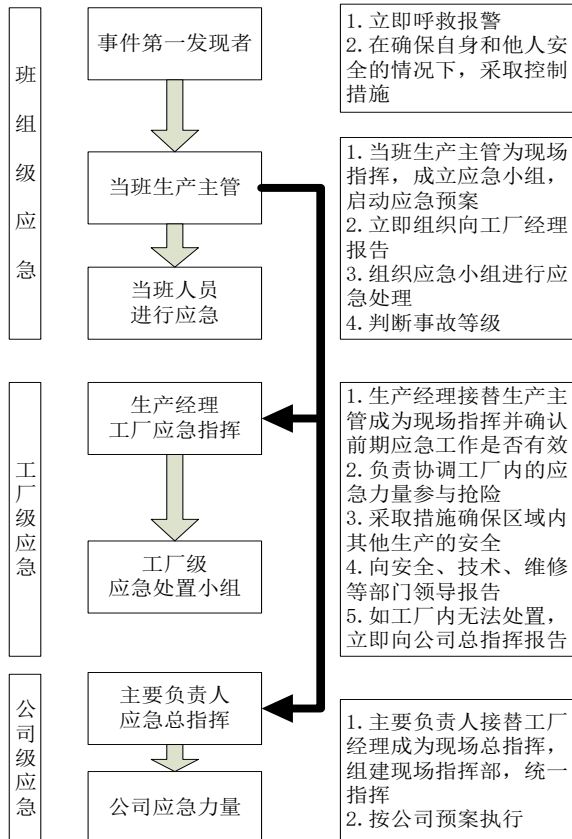 班组级应急
事件第一发现者
当班生产主管
当班人员
进行应急
1. 立即呼救报警
2. 在确保自身和他人安
全的情况下，采取控制
措施
1. 当班生产主管为现场
指挥，成立应急小组，
启动应急预案
2. 立即组织向工厂经理
报告
3. 组织应急小组进行应
急处理
4. 判断事故等级
工厂级应急
生产经理
工厂应急指挥
工厂级
应急处置小组
1. 生产经理接替生产主
管成为现场指挥并确认
前期应急工作是否有效
2. 负责协调工厂内的应
急力量参与抢险
3. 采取措施确保区域内
其他生产的安全
4. 向安全、技术、维修
等部门领导报告
5. 如工厂内无法处置，
立即向公司总指挥报告
公司级应急
主要负责人
应急总指挥
公司应急力量
1. 主要负责人接替工厂
经理成为现场总指挥，
组建现场指挥部，统一
指挥
2. 按公司预案执行